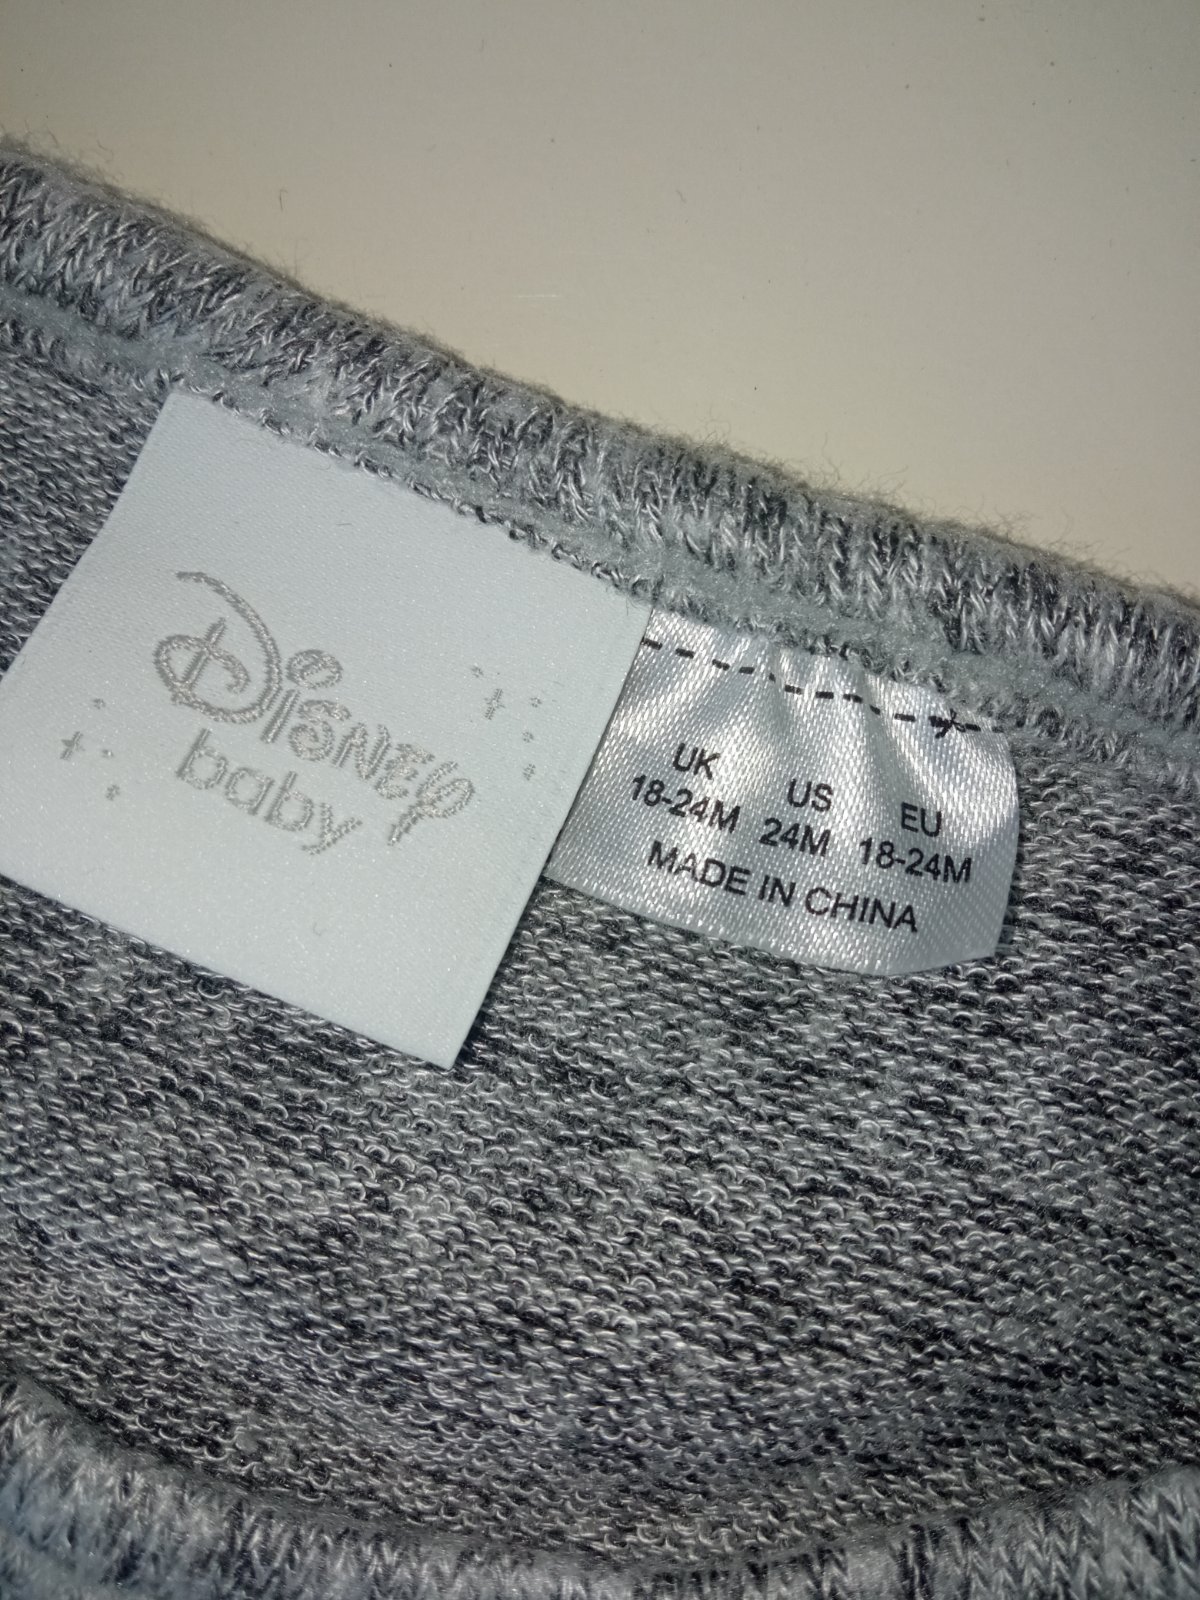 Disney
baby
UK US EU
18-24M 24M 18-24M
MADE IN CHINA